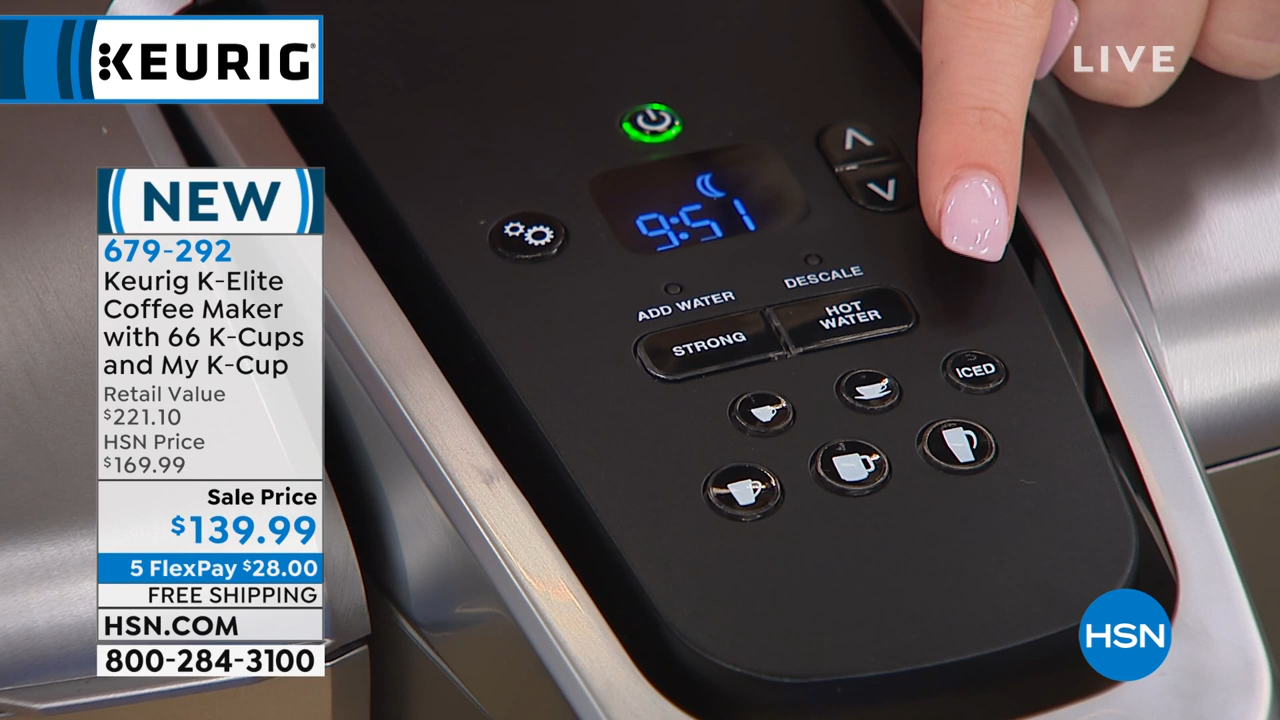 KEURIG
LIVE
NEW
679-292
Keurig K-Elite
Coffee Maker
with 66 K-Cups
and My K-Cup
Retail Value
$221.10
HSN Price
$169.99
Sale Price
$139.99
5 FlexPay $28.00
FREE SHIPPING
HSN.COM
800-284-3100
9:51
ADD WATER
DESCALE
STRONG
HOT
WATER
ICED
HSN